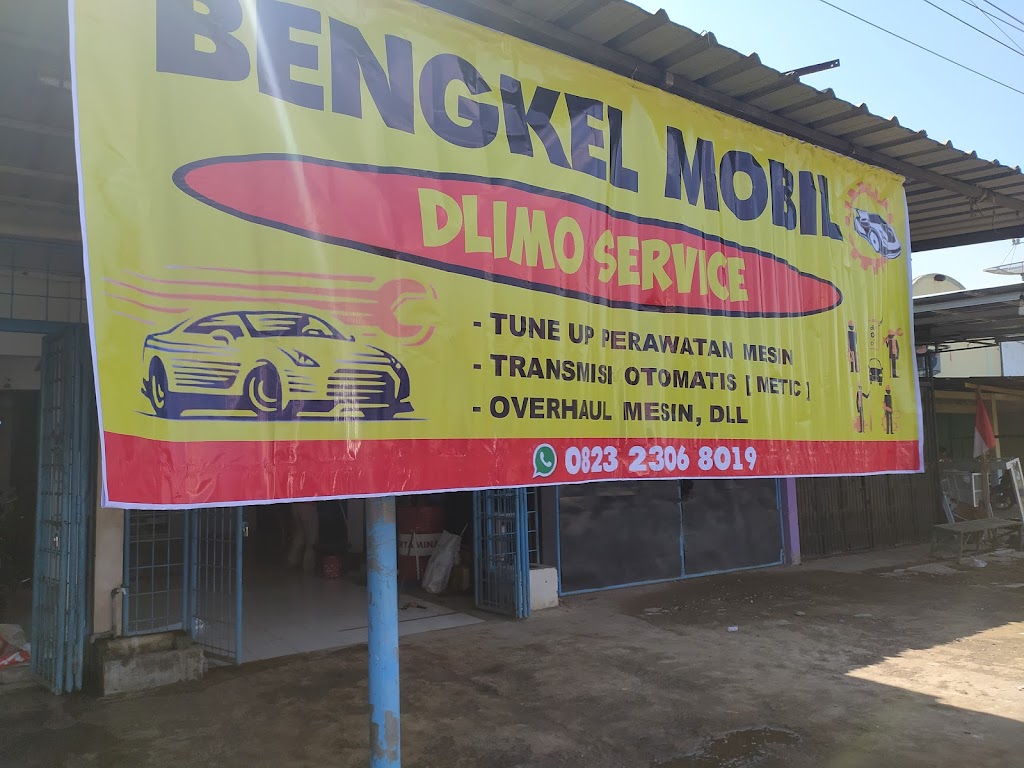 BENGKEL MOBIL
DLIMO SERVICE
- TUNE UP PERAWATAN MESIN
- TRANSMISI OTOMATIS [ METIC ]
- OVERHAUL MESIN, DLL
0823 2306 8019